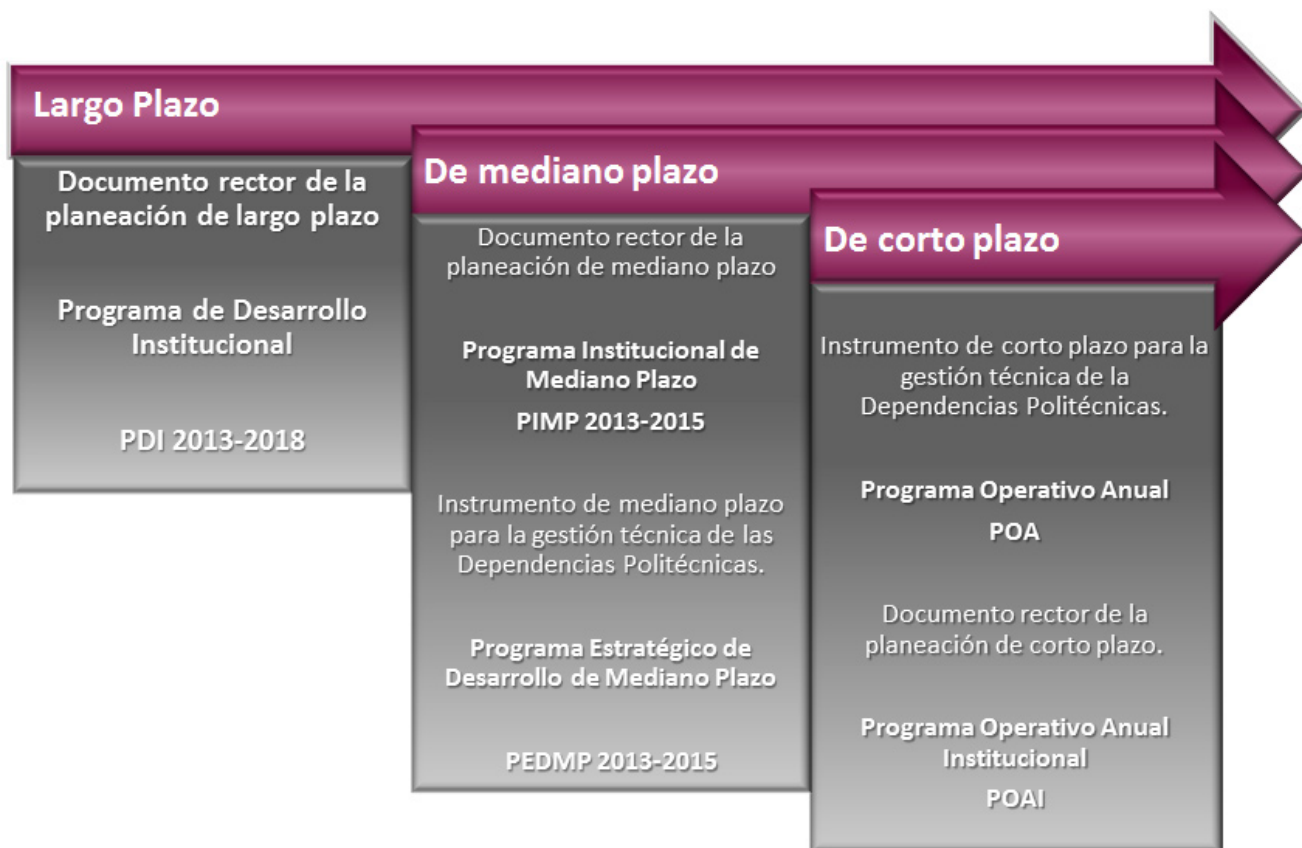 Largo Plazo
Documento rector de la
planeación de largo plazo
Programa de Desarrollo
Institucional
PDI 2013-2018
De mediano plazo
Documento rector de la
planeación de mediano plazo
Programa Institucional de
Mediano Plazo
PIMP 2013-2015
Instrumento de mediano plazo
para la gestión técnica de las
Dependencias Politécnicas.
Programa Estratégico de
Desarrollo de Mediano Plazo
PEDMP 2013-2015
De corto plazo
Instrumento de corto plazo para la
gestión técnica de la
Dependencias Politécnicas.
Programa Operativo Anual
POA
Documento rector de la
planeación de corto plazo.
Programa Operativo Anual
Institucional
POAI